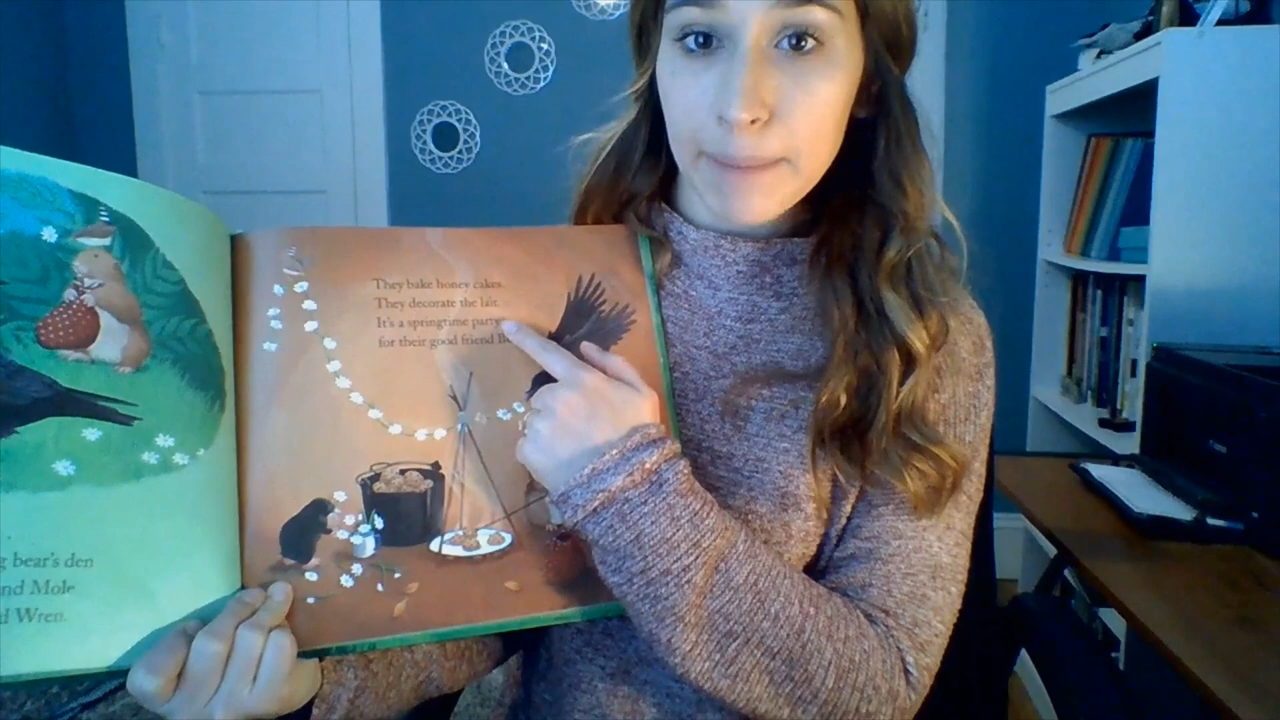 g bear's den
nd Mole
d Wren.
They bake honey cakes.
They decorate the lair.
It's a springtime party
for their good friend B